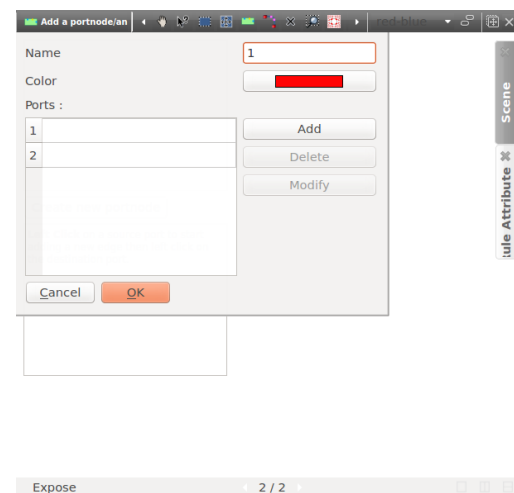 Add a portnode/an
red-blue
Name
1
Color
Ports :
1
Add
2
Delete
Modify
Cancel
OK
Scene
ule Attribute
Expose
2 / 2